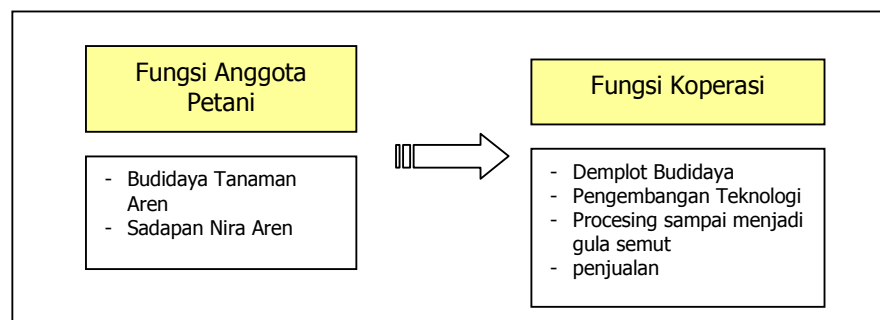 Fungsi Anggota
Petani
- Budidaya Tanaman
Aren
- Sadapan Nira Aren
Fungsi Koperasi
- Demplot Budidaya
- Pengembangan Teknologi
- Procesing sampai menjadi
gula semut
- penjualan